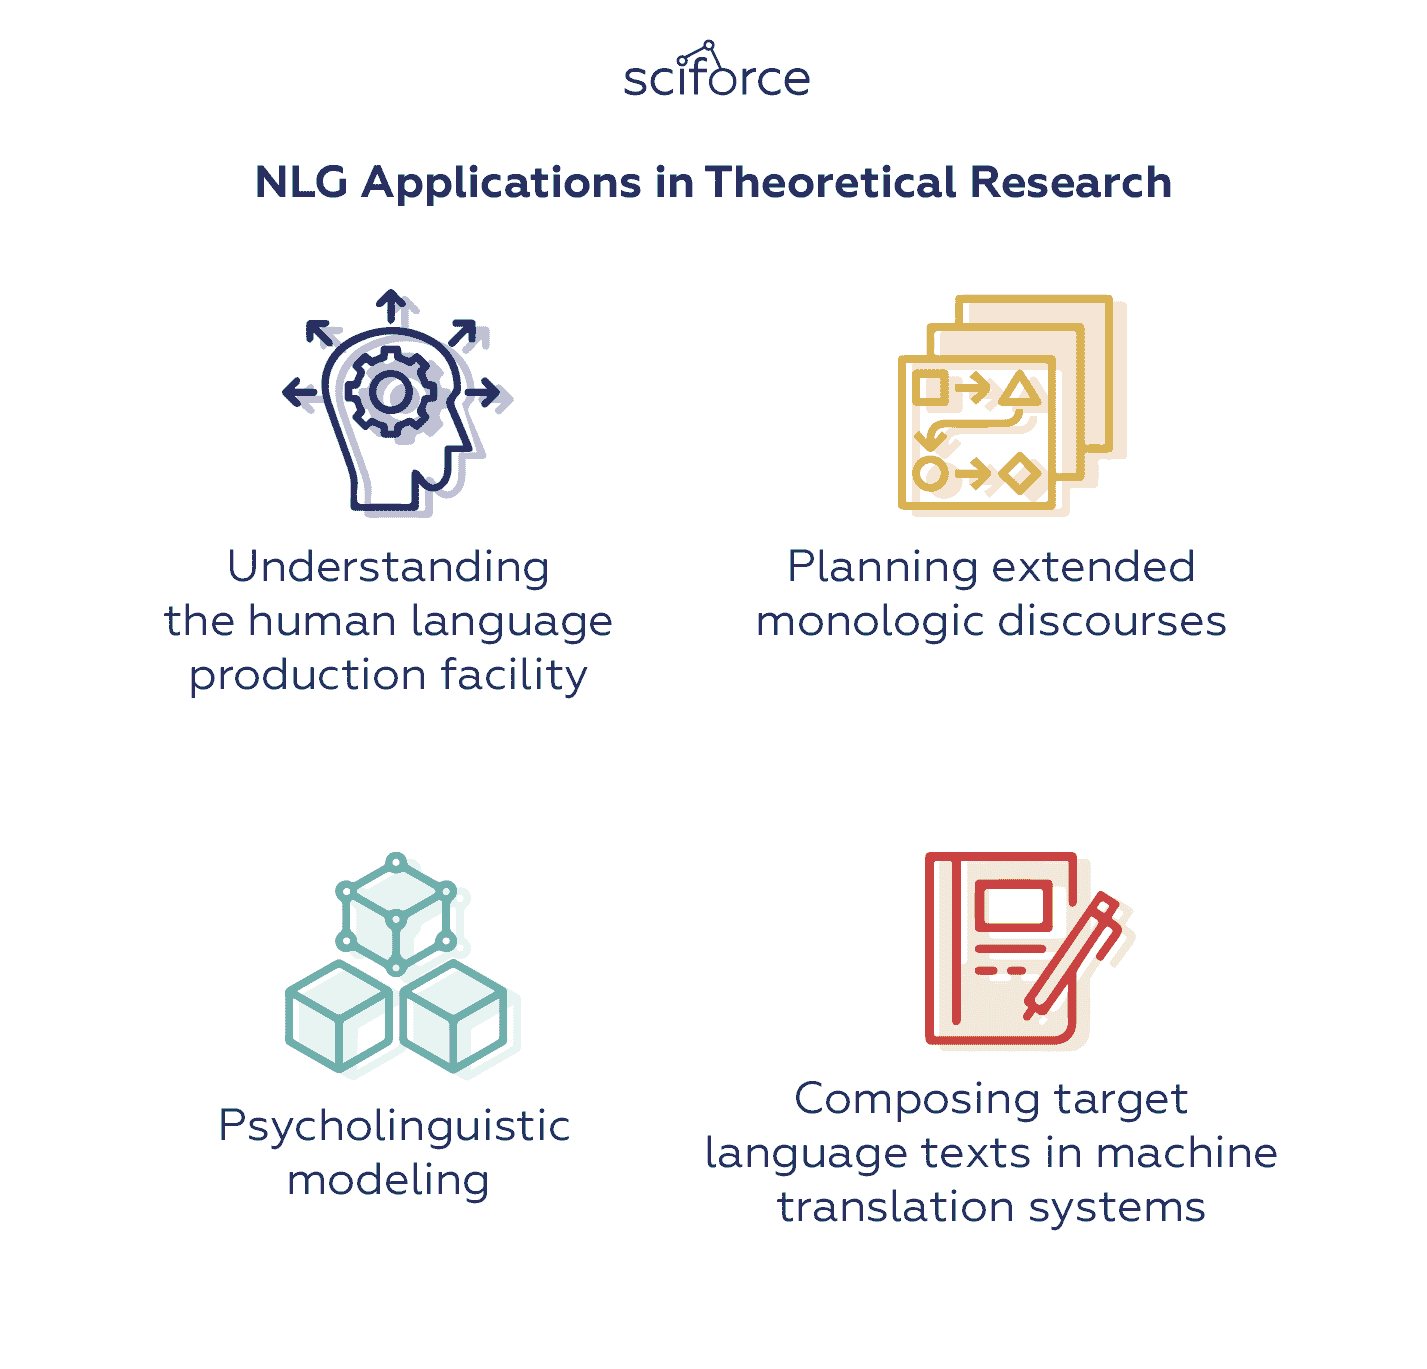 sciforce
NLG Applications in Theoretical Research
Understanding
the human language
production facility
Planning extended
monologic discourses
Psycholinguistic
modeling
Composing target
language texts in machine
translation systems